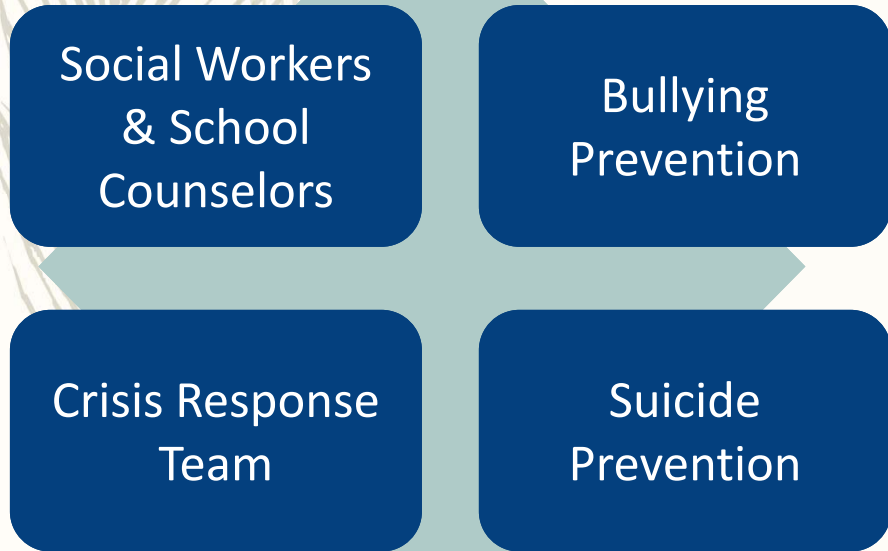 Social Workers
& School
Counselors
Bullying
Prevention
Crisis Response
Team
Suicide
Prevention